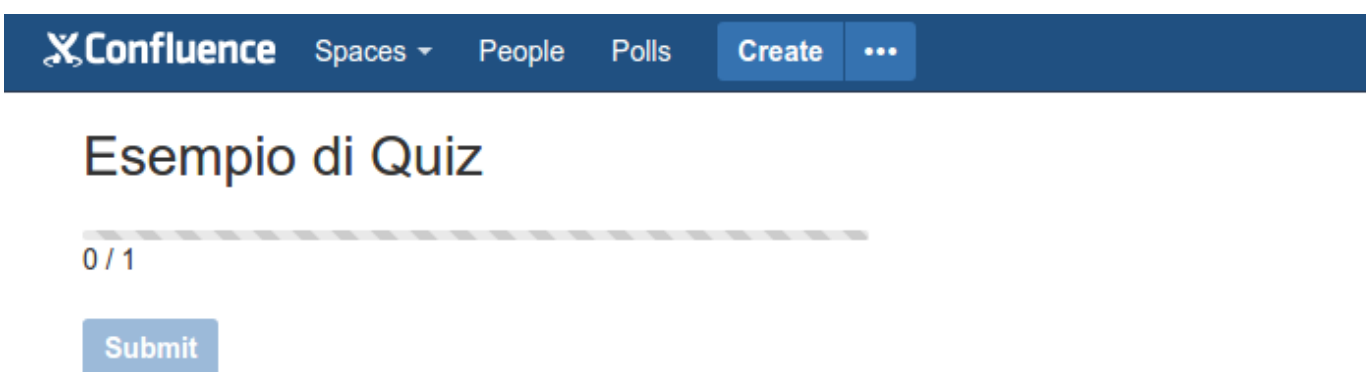 Confluence Spaces People Polls Create •••
Esempio di Quiz
0 / 1
Submit